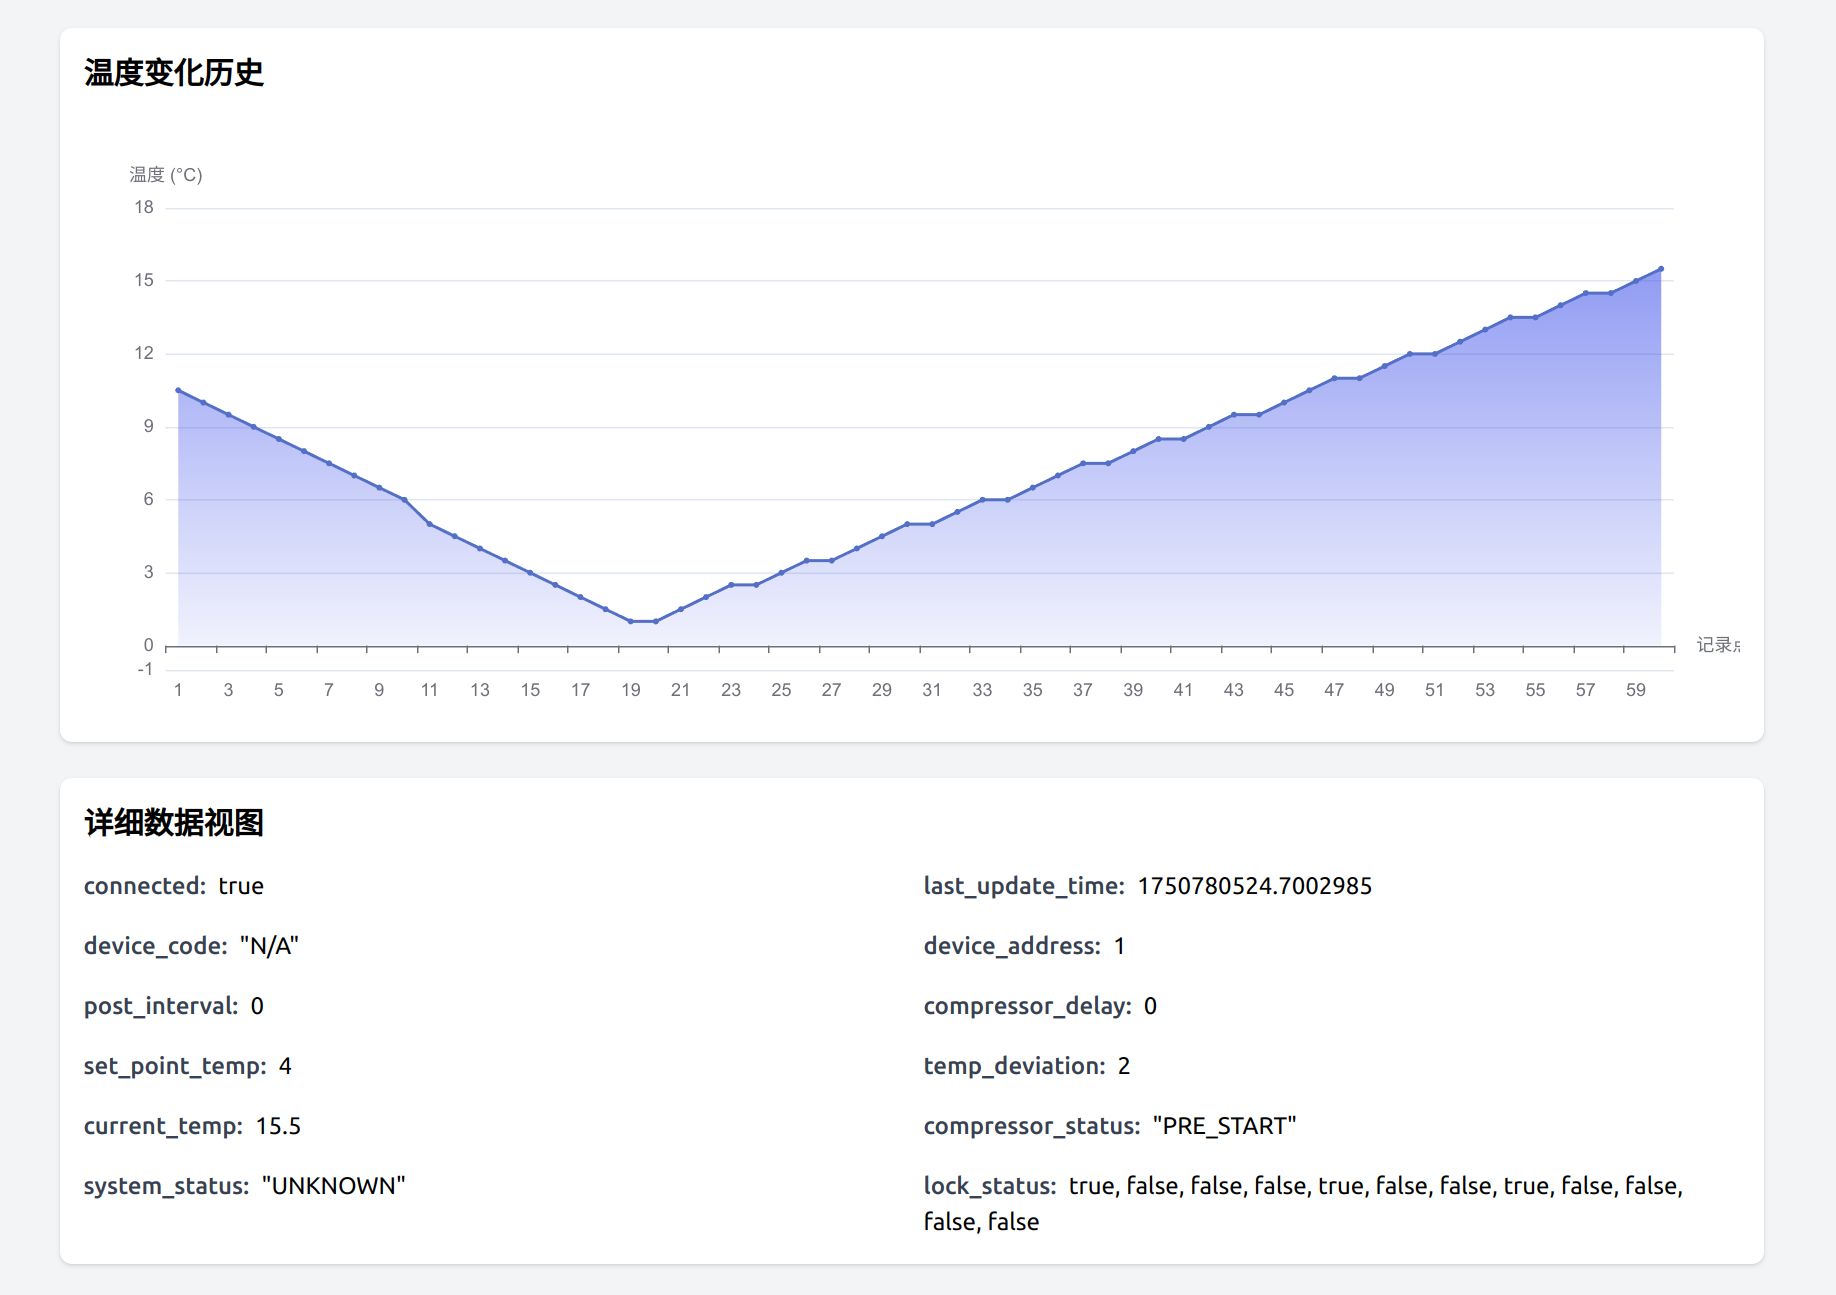 温度变化历史
温度 (°C)
18
15
12
9
6
3
0
-1
记录
1 3 5 7 9 11 13 15 17 19 21 23 25 27 29 31 33 35 37 39 41 43 45 47 49 51 53 55 57 59
详细数据视图
connected: true
last_update_time: 1750780524.7002985
device_code: "N/A"
device_address: 1
post_interval: 0
compressor_delay: 0
set_point_temp: 4
temp_deviation: 2
current_temp: 15.5
compressor_status: "PRE_START"
system_status: "UNKNOWN"
lock_status: true, false, false, false, true, false, false, true, false, false,
false, false